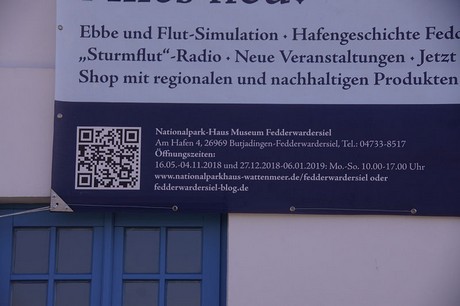 Ebbe und Flut-Simulation · Hafengeschichte Fedd
„Sturmflut“-Radio · Neue Veranstaltungen · Jetzt
Shop mit regionalen und nachhaltigen Produkten
Nationalpark-Haus Museum Fedderwardersiel
Am Hafen 4, 26969 Butjadingen-Fedderwardersiel, Tel.: 04733-8517
Öffnungszeiten:
16.05.-04.11.2018 und 27.12.2018-06.01.2019: Mo.-So. 10.00-17.00 Uhr
www.nationalparkhaus-wattenmeer.de/fedderwardersiel oder
fedderwardersiel-blog.de